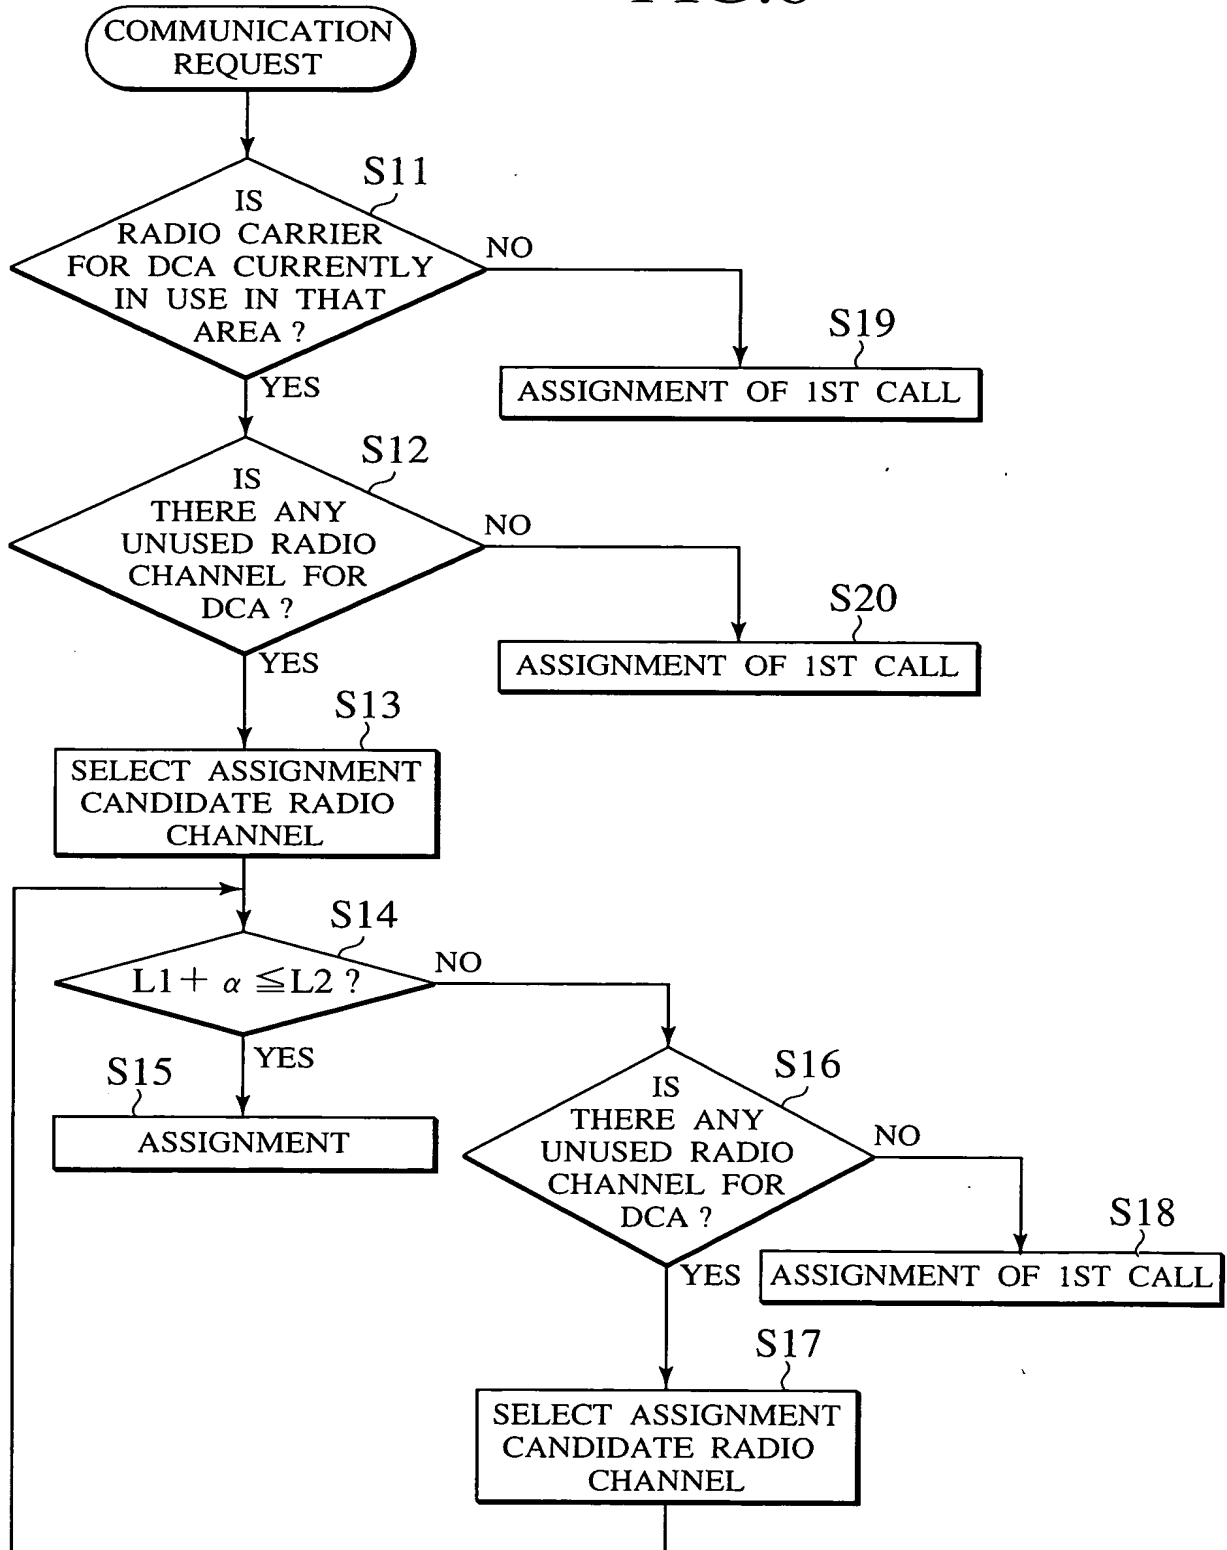 COMMUNICATION
REQUEST
S11
IS
RADIO CARRIER
FOR DCA CURRENTLY
IN USE IN THAT
AREA ?
NO
YES
S19
ASSIGNMENT OF 1ST CALL
S12
IS
THERE ANY
UNUSED RADIO
CHANNEL FOR
DCA ?
NO
YES
S20
ASSIGNMENT OF 1ST CALL
S13
SELECT ASSIGNMENT
CANDIDATE RADIO
CHANNEL
S14
L1+ α ≦L2 ?
NO
YES
S15
ASSIGNMENT
S16
IS
THERE ANY
UNUSED RADIO
CHANNEL FOR
DCA ?
NO
YES
S18
ASSIGNMENT OF 1ST CALL
S17
SELECT ASSIGNMENT
CANDIDATE RADIO
CHANNEL